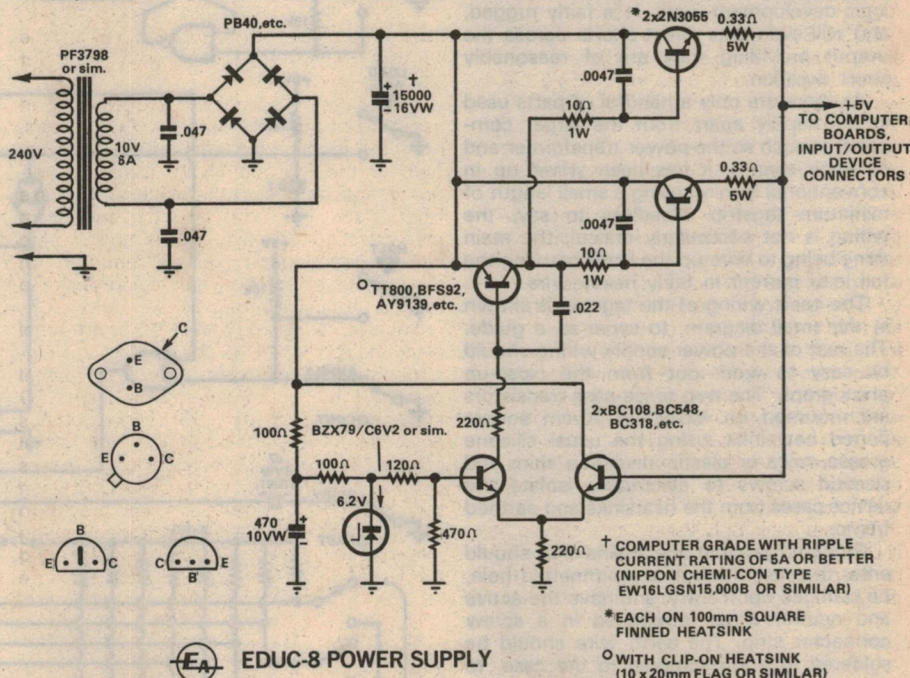 PB40,etc.
*2x2N3055
0.33Ω
5W
PF3798
or sim.
†
15000
16VW
.0047
10Ω
1W
+5V
TO COMPUTER
BOARDS,
INPUT/OUTPUT
DEVICE
CONNECTORS
.047
240V
10V
6A
0.33Ω
5W
.0047
.047
10Ω
1W
O TT800,BFS92,
AY9139,etc.
.022
C
E
B
B
E
C
220Ω
2xBC108,BC548,
BC318,etc.
100Ω
BZX79/C6V2 or sim.
100Ω
120Ω
6.2V
470
10VW
470Ω
220Ω
B
E
C
C
B
E
† COMPUTER GRADE WITH RIPPLE
CURRENT RATING OF 5A OR BETTER
(NIPPON CHEMI-CON TYPE
EW16LGSN15,000B OR SIMILAR)
*EACH ON 100mm SQUARE
FINNED HEATSINK
O WITH CLIP-ON HEATSINK
(10 x 20mm FLAG OR SIMILAR)
EA
EDUC-8 POWER SUPPLY